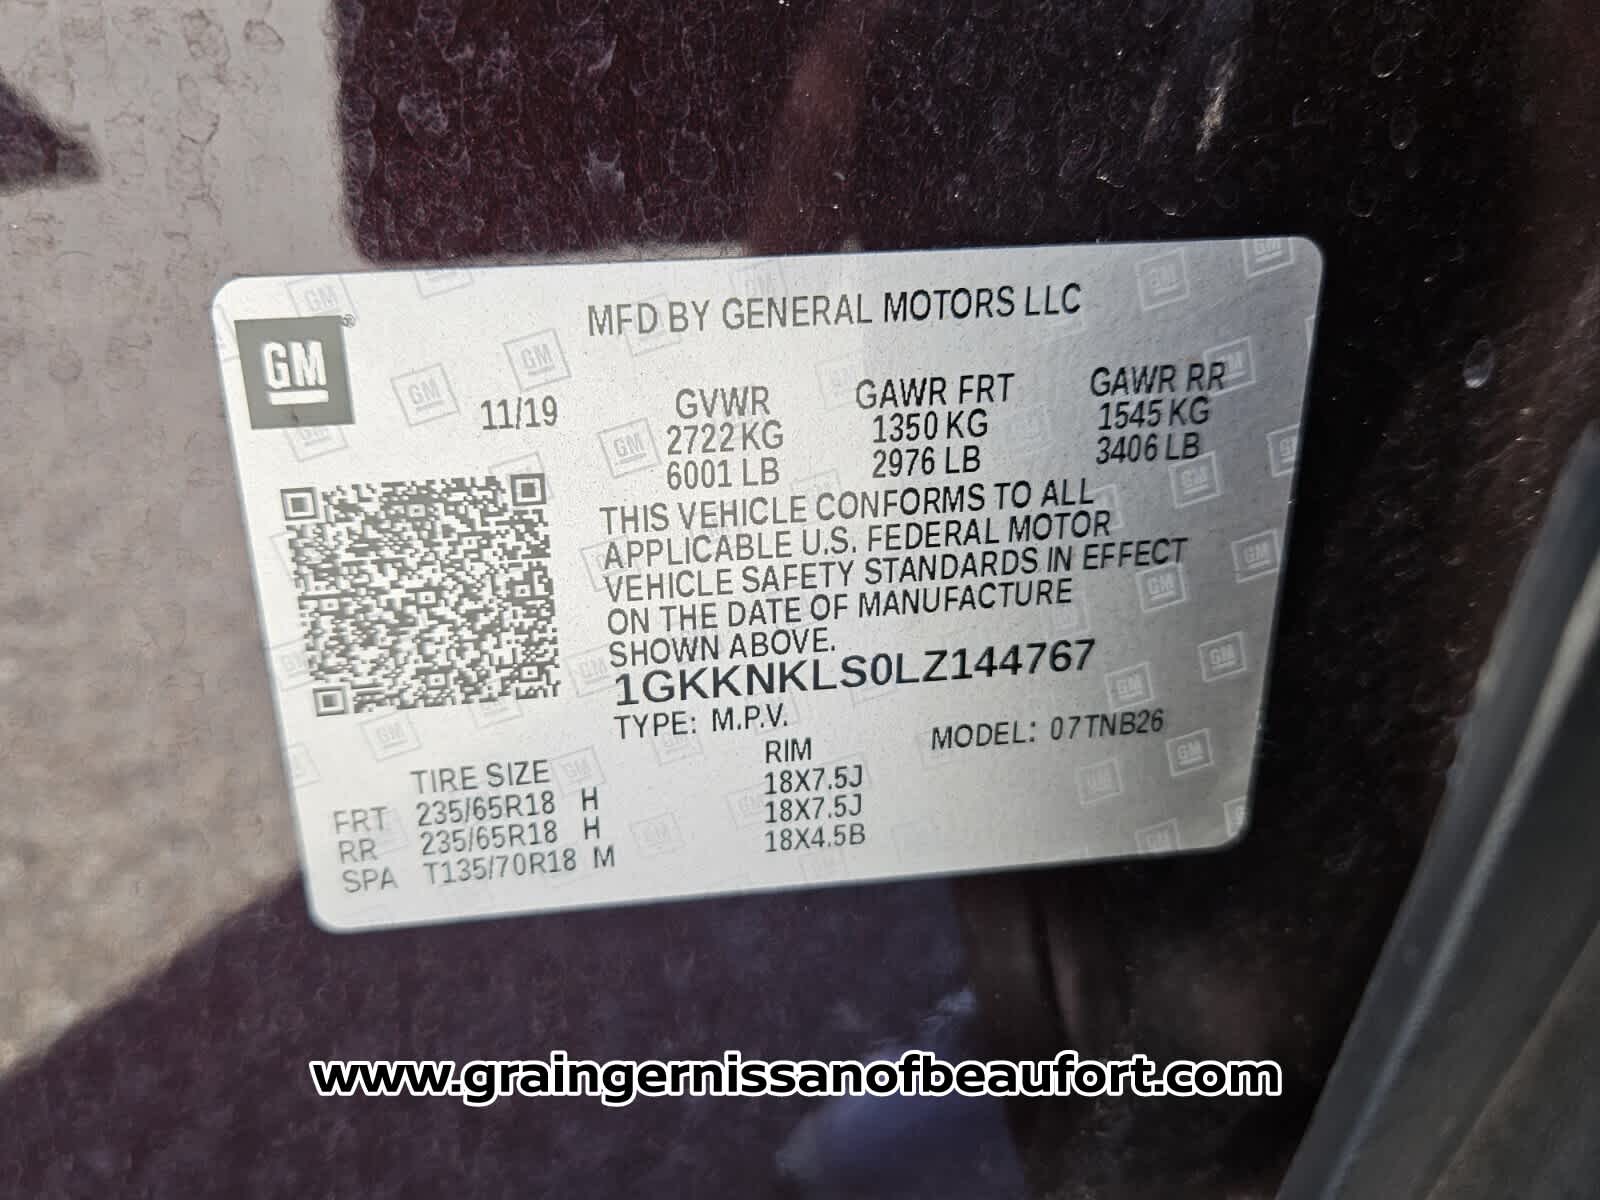 GM
MFD BY GENERAL MOTORS LLC
11/19
GVWR GAWR FRT GAWR RR
2722 KG 1350 KG 1545 KG
6001 LB 2976 LB 3406 LB
THIS VEHICLE CONFORMS TO ALL
APPLICABLE U.S. FEDERAL MOTOR
VEHICLE SAFETY STANDARDS IN EFFECT
ON THE DATE OF MANUFACTURE
SHOWN ABOVE.
1GKKNKLS0LZ144767
TYPE: M.P.V. MODEL: 07TNB26
TIRE SIZE RIM
FRT 235/65R18 H 18X7.5J
RR 235/65R18 H 18X7.5J
SPA T135/70R18 M 18X4.5B
www.graingernissanofbeaufort.com